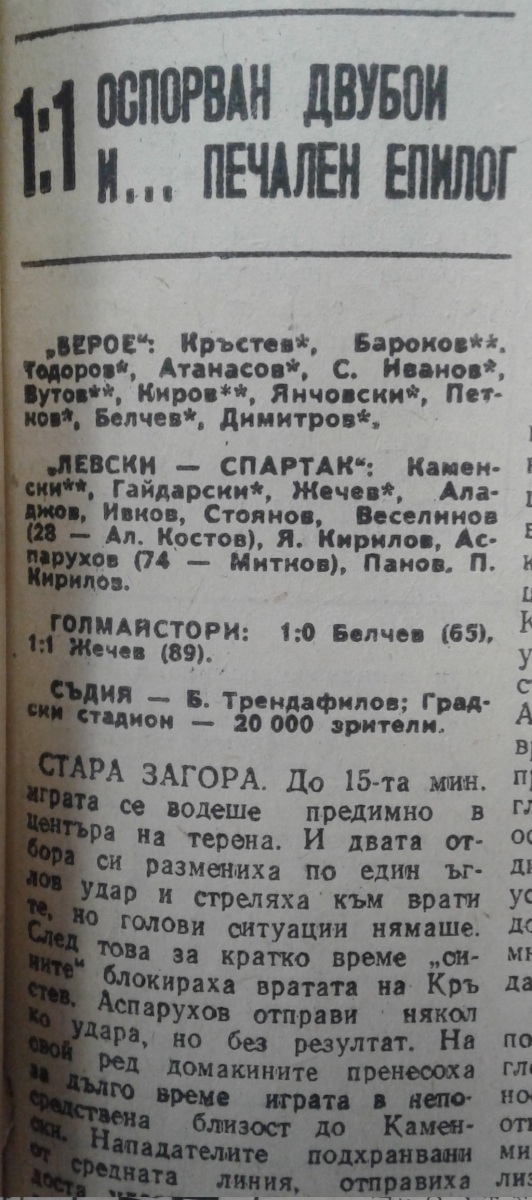 1:1 ОСПОРВАН ДВУБОИ
И... ПЕЧАЛЕН ЕПИЛОГ
„ВЕРОЕ“: Кръстев*, Бароков**,
Тодоров*, Атанасов*, С. Иванов*,
Вутов**, Киров**, Янчовски*, Пет-
ков*, Белчев*, Димитров*.
„ЛЕВСКИ — СПАРТАК“: Камен-
ски**, Гайдарски*, Жечев*, Ала-
джов, Ивков, Стоянов, Веселинов
(28 — Ал. Костов), Я. Кирилов, Ас-
парухов (74 — Митков), Панов, П.
Кирилов.
ГОЛМАЙСТОРИ: 1:0 Белчев (65),
1:1 Жечев (89).
СЪДИЯ — Б. Трендафилов; Град-
ски стадион — 20 000 зрители.
СТАРА ЗАГОРА. До 15-та мин.
играта се водеше предимно в
центъра на терена. И двата от-
бора си размениха по един ъг-
лов удар и стреляха към врати
те, но голови ситуации нямаше.
След това за кратко време „си-
ните“ блокираха вратата на Кръ
стев. Аспарухов отправи някол
ко удара, но без резултат. На
свой ред домакините пренесоха
за дълго време играта в непо-
средствена близост до Камен-
ски. Нападателите подхранвани
от средната линия, отправиха
доста